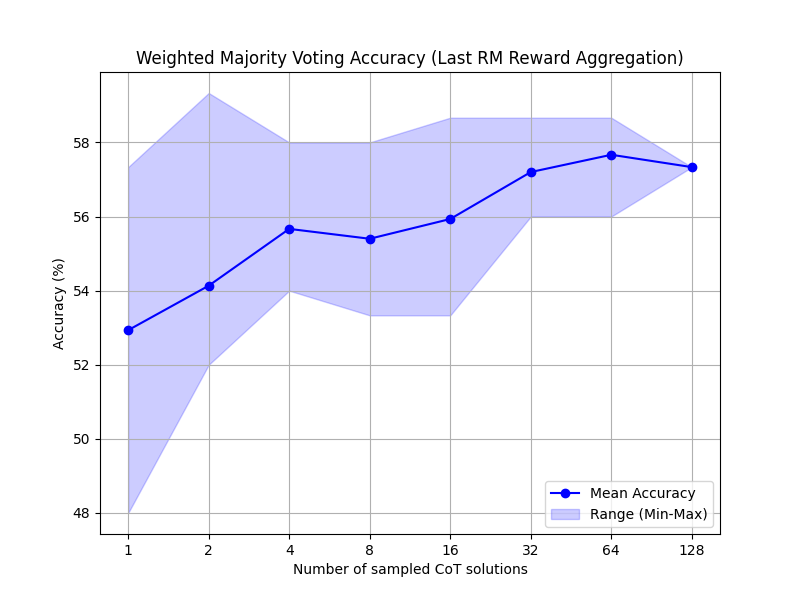 Weighted Majority Voting Accuracy (Last RM Reward Aggregation)
Accuracy (%)
58
56
54
52
50
48
Mean Accuracy
Range (Min-Max)
1 2 4 8 16 32 64 128
Number of sampled CoT solutions